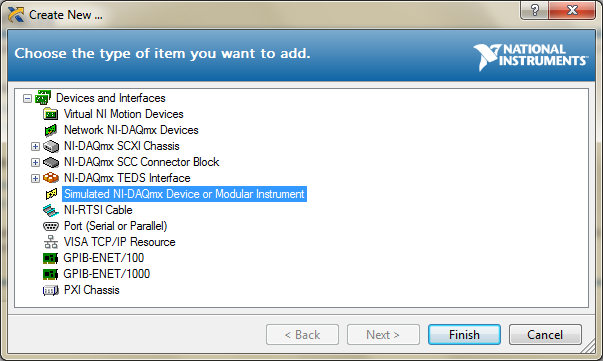 Create New ...
Choose the type of item you want to add.
NATIONAL
INSTRUMENTS
Devices and Interfaces
Virtual NI Motion Devices
Network NI-DAQmx Devices
NI-DAQmx SCXI Chassis
NI-DAQmx SCC Connector Block
NI-DAQmx TEDS Interface
Simulated NI-DAQmx Device or Modular Instrument
NI-RTSI Cable
Port (Serial or Parallel)
VISA TCP/IP Resource
GPIB-ENET/100
GPIB-ENET/1000
PXI Chassis
< Back
Next >
Finish
Cancel